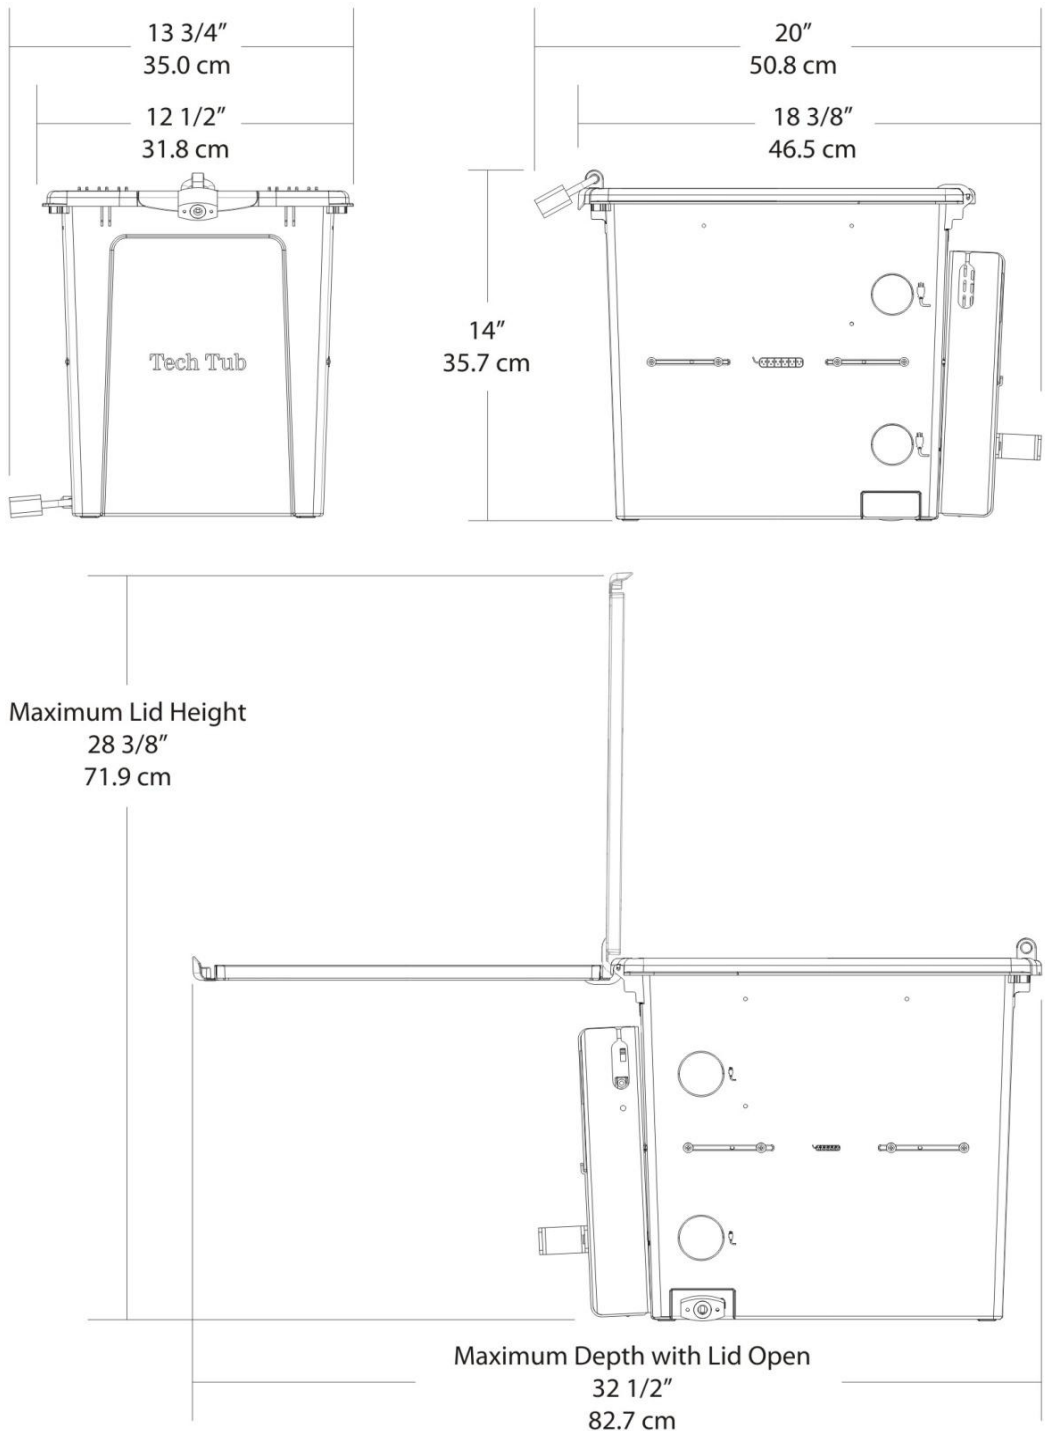 13 3/4”
35.0 cm
12 1/2”
31.8 cm
20”
50.8 cm
18 3/8”
46.5 cm
14”
35.7 cm
Tech Tub
Maximum Lid Height
28 3/8”
71.9 cm
Maximum Depth with Lid Open
32 1/2”
82.7 cm